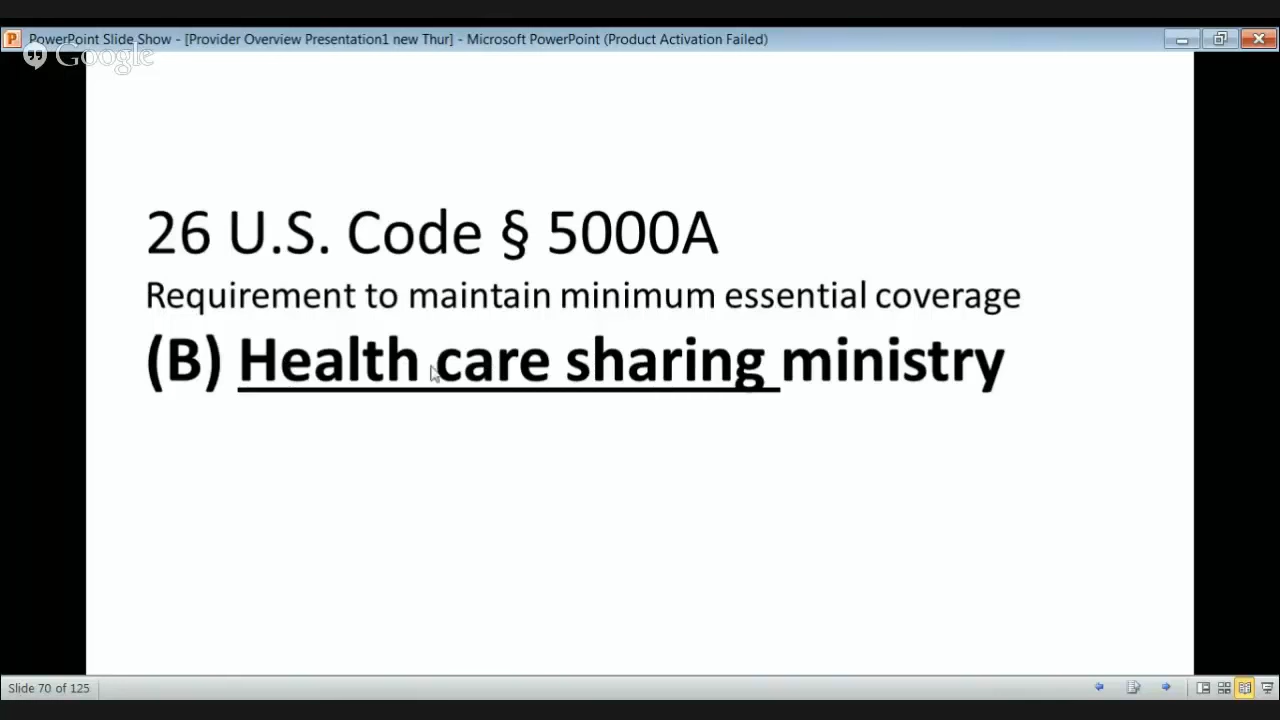 PowerPoint Slide Show - [Provider Overview Presentation1 new Thur] - Microsoft PowerPoint (Product Activation Failed)
Google
26 U.S. Code § 5000A
Requirement to maintain minimum essential coverage
(B) Health care sharing ministry
Slide 70 of 125